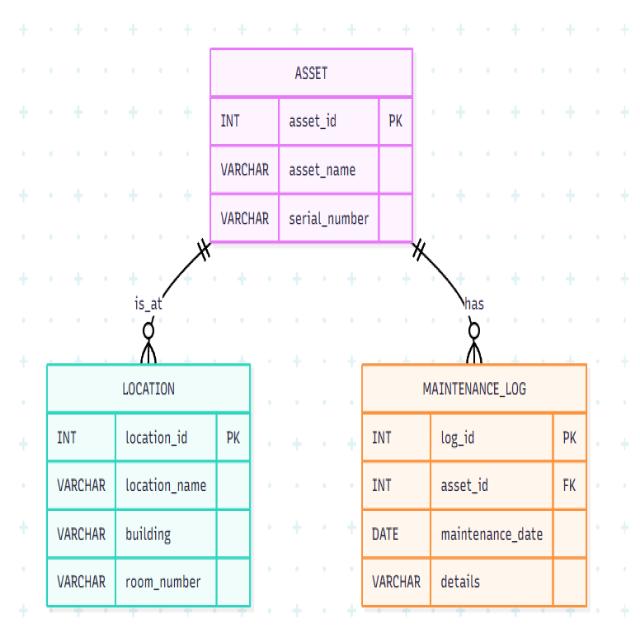 ASSET
INT asset_id PK
VARCHAR asset_name
VARCHAR serial_number
is_at
has
LOCATION
INT location_id PK
VARCHAR location_name
VARCHAR building
VARCHAR room_number
MAINTENANCE_LOG
INT log_id PK
INT asset_id FK
DATE maintenance_date
VARCHAR details